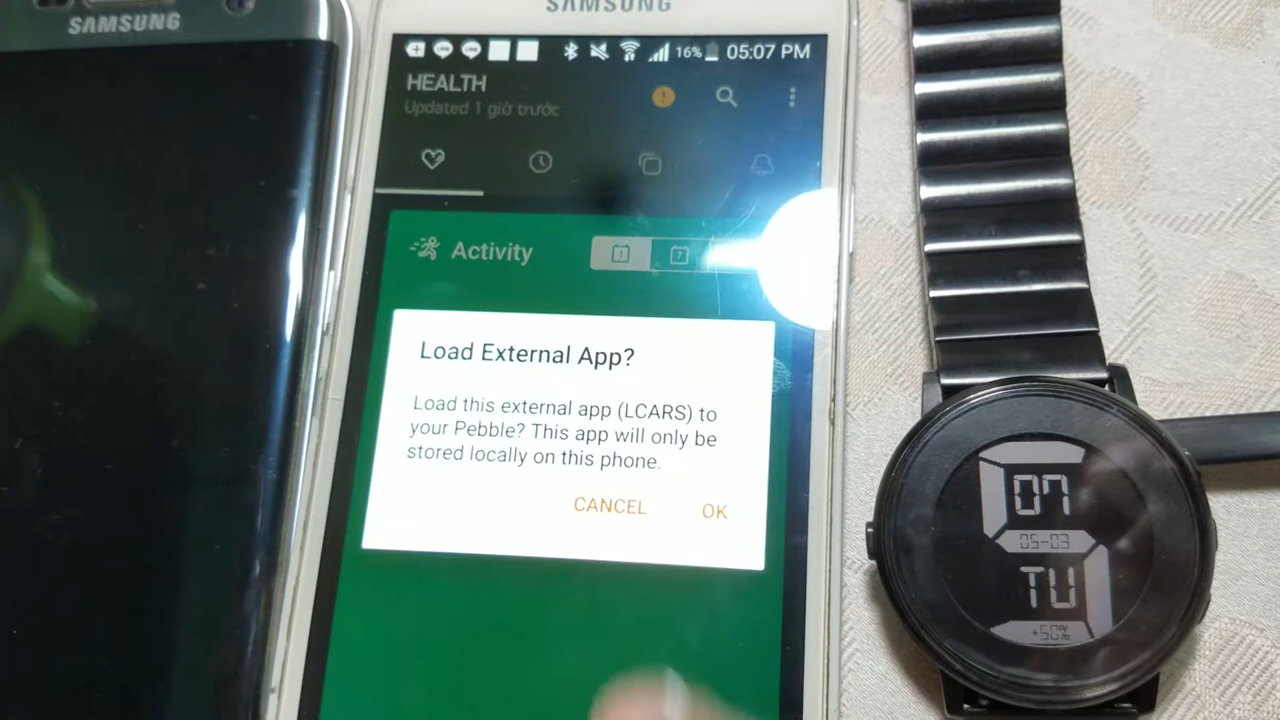 SAMSUNG
SAMSUNG
16% 05:07 PM
HEALTH
Updated 1 giờ trước
Activity
1 7
Load External App?
Load this external app (LCARS) to
your Pebble? This app will only be
stored locally on this phone.
CANCEL OK
07
05-03
TU
+50%